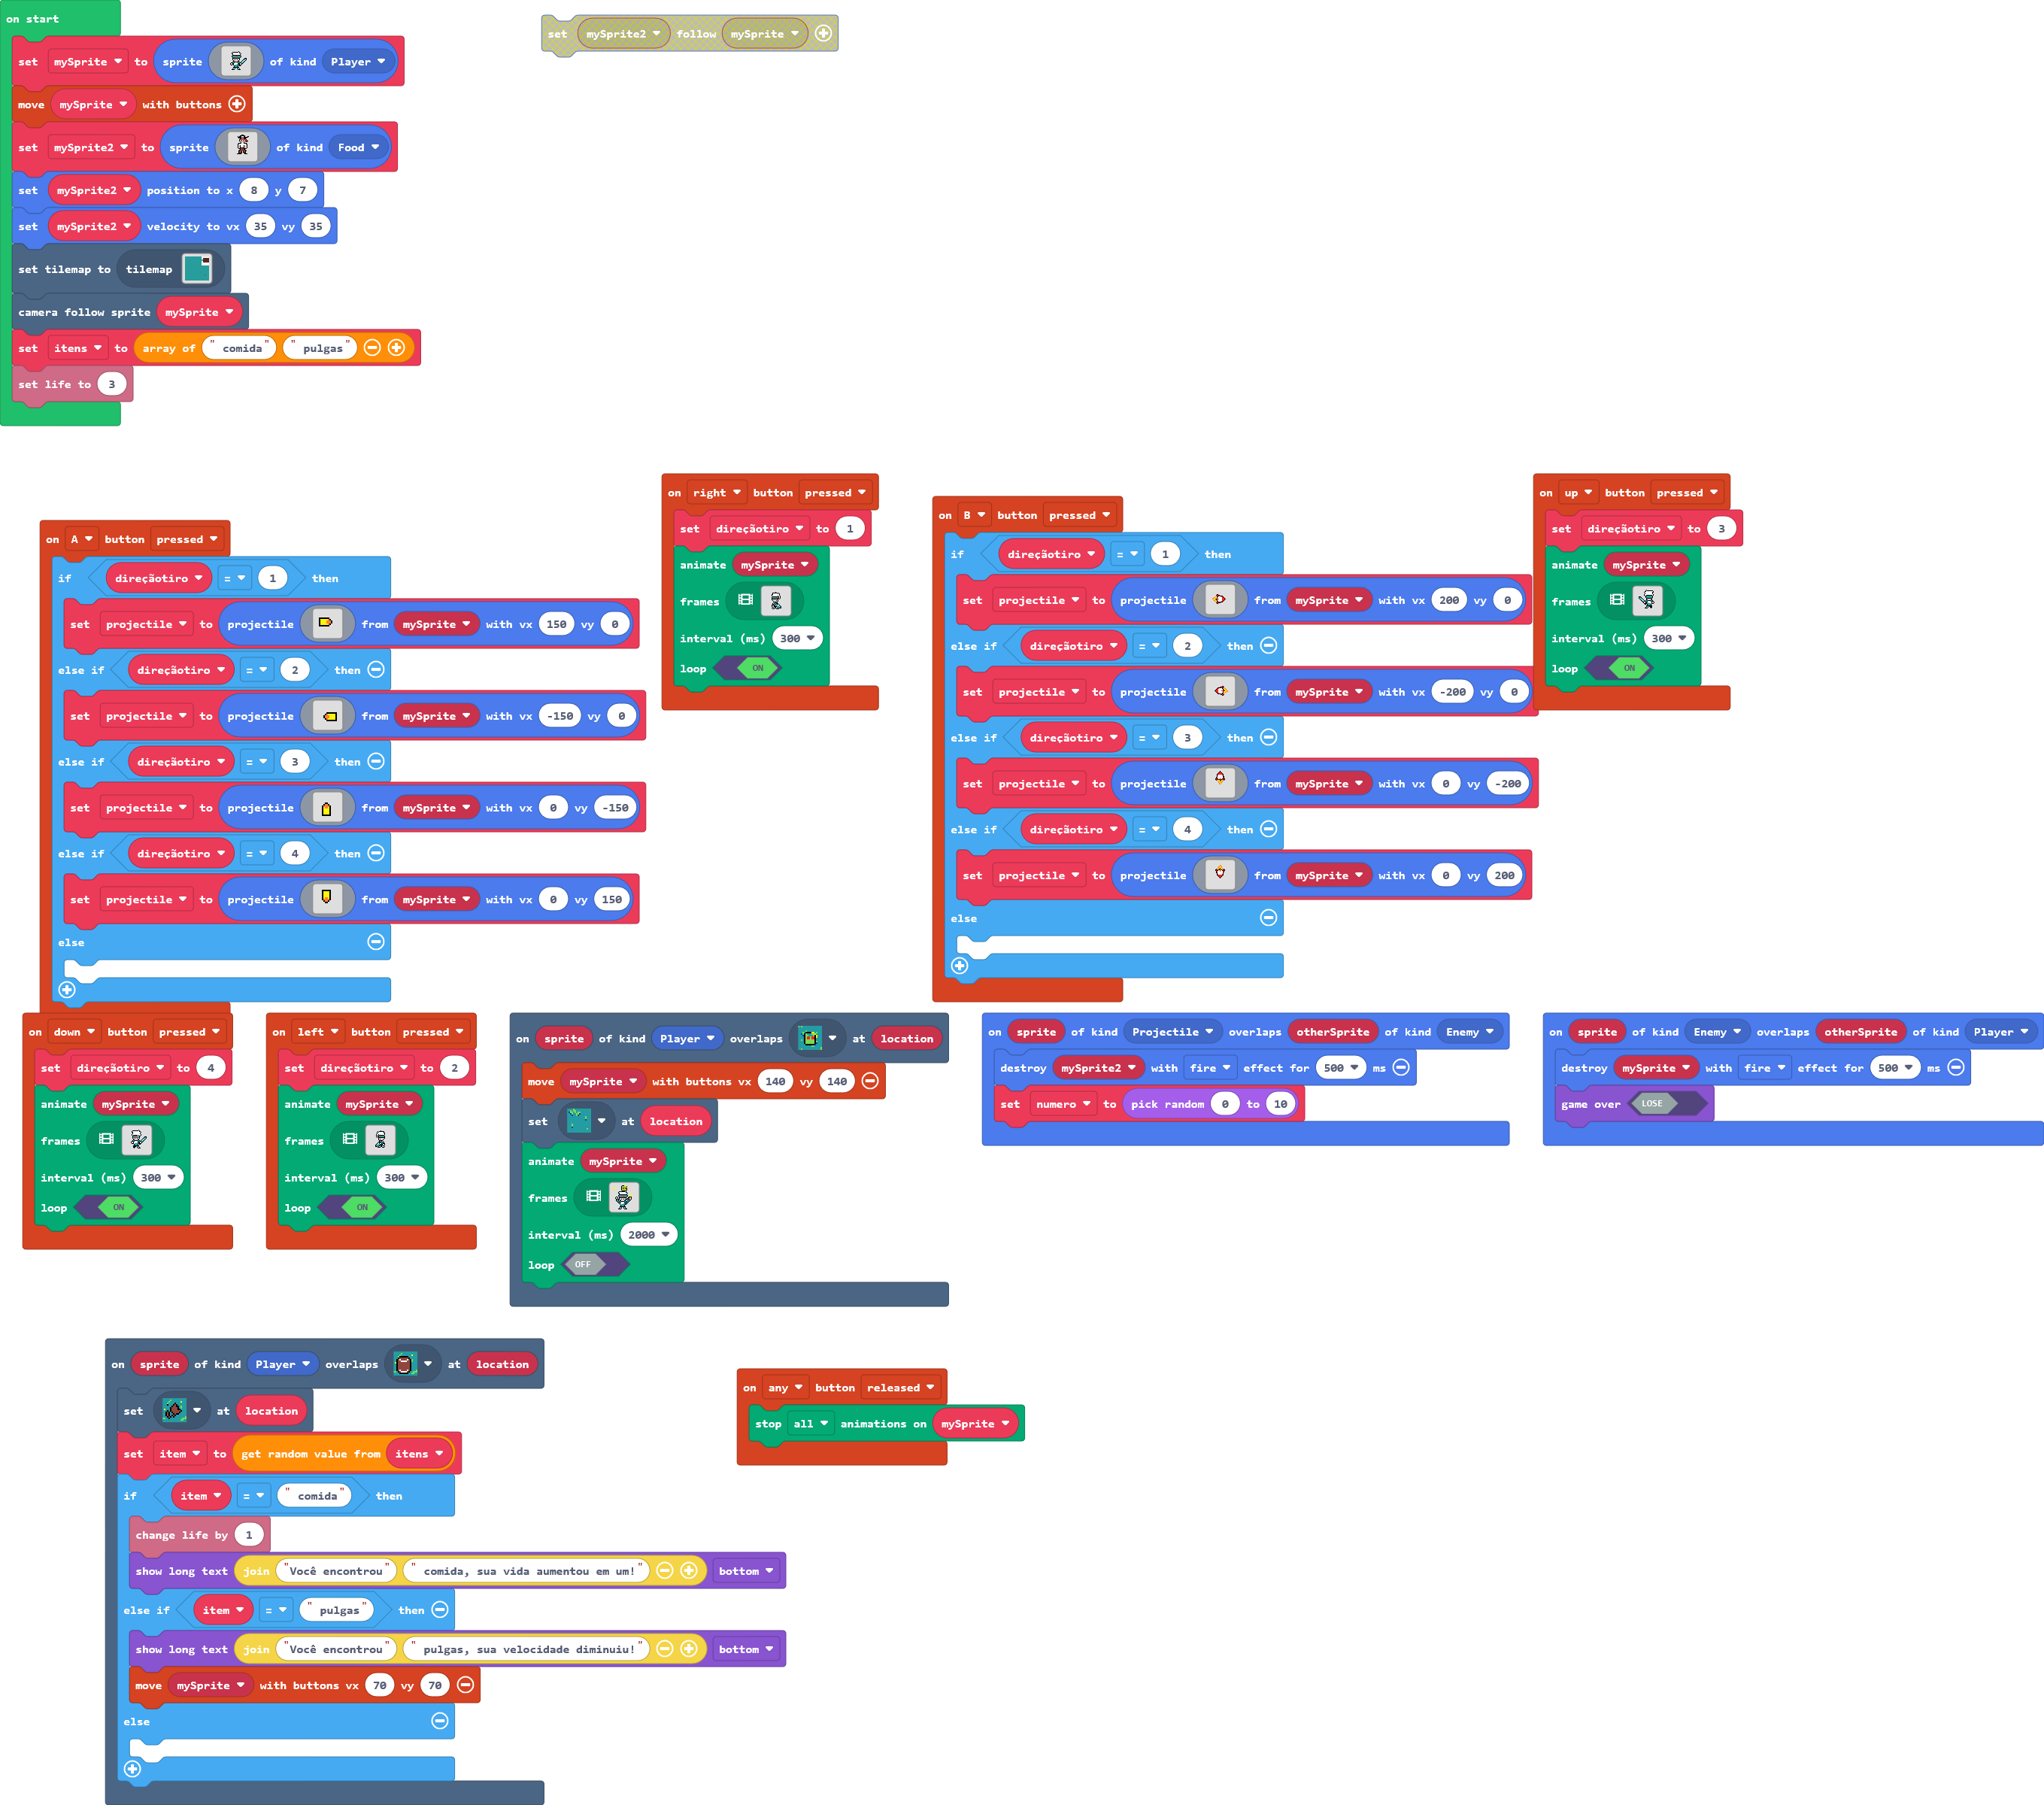 on start
set mySprite to sprite of kind Player
move mySprite with buttons
set mySprite2 to sprite of kind Food
set mySprite2 position to x 8 y 7
set mySprite2 velocity to vx 35 vy 35
set tilemap to tilemap
camera follow sprite mySprite
set itens to array of " comida" " pulgas"
set life to 3
set mySprite2 follow mySprite
on A button pressed
if direçãotiro = 1 then
set projectile to projectile from mySprite with vx 150 vy 0
else if direçãotiro = 2 then
set projectile to projectile from mySprite with vx -150 vy 0
else if direçãotiro = 3 then
set projectile to projectile from mySprite with vx 0 vy -150
else if direçãotiro = 4 then
set projectile to projectile from mySprite with vx 0 vy 150
else
on right button pressed
set direçãotiro to 1
animate mySprite
frames
interval (ms) 300
loop ON
on B button pressed
if direçãotiro = 1 then
set projectile to projectile from mySprite with vx 200 vy 0
else if direçãotiro = 2 then
set projectile to projectile from mySprite with vx -200 vy 0
else if direçãotiro = 3 then
set projectile to projectile from mySprite with vx 0 vy -200
else if direçãotiro = 4 then
set projectile to projectile from mySprite with vx 0 vy 200
else
on up button pressed
set direçãotiro to 3
animate mySprite
frames
interval (ms) 300
loop ON
on down button pressed
set direçãotiro to 4
animate mySprite
frames
interval (ms) 300
loop ON
on left button pressed
set direçãotiro to 2
animate mySprite
frames
interval (ms) 300
loop ON
on sprite of kind Player overlaps at location
move mySprite with buttons vx 140 vy 140
set at location
animate mySprite
frames
interval (ms) 2000
loop OFF
on sprite of kind Projectile overlaps otherSprite of kind Enemy
destroy mySprite2 with fire effect for 500 ms
set numero to pick random 0 to 10
on sprite of kind Enemy overlaps otherSprite of kind Player
destroy mySprite with fire effect for 500 ms
game over LOSE
on sprite of kind Player overlaps at location
set at location
set item to get random value from itens
if item = " comida" then
change life by 1
show long text join "Você encontrou" " comida, sua vida aumentou em um!" bottom
else if item = " pulgas" then
show long text join "Você encontrou" " pulgas, sua velocidade diminuiu!" bottom
move mySprite with buttons vx 70 vy 70
else
on any button released
stop all animations on mySprite